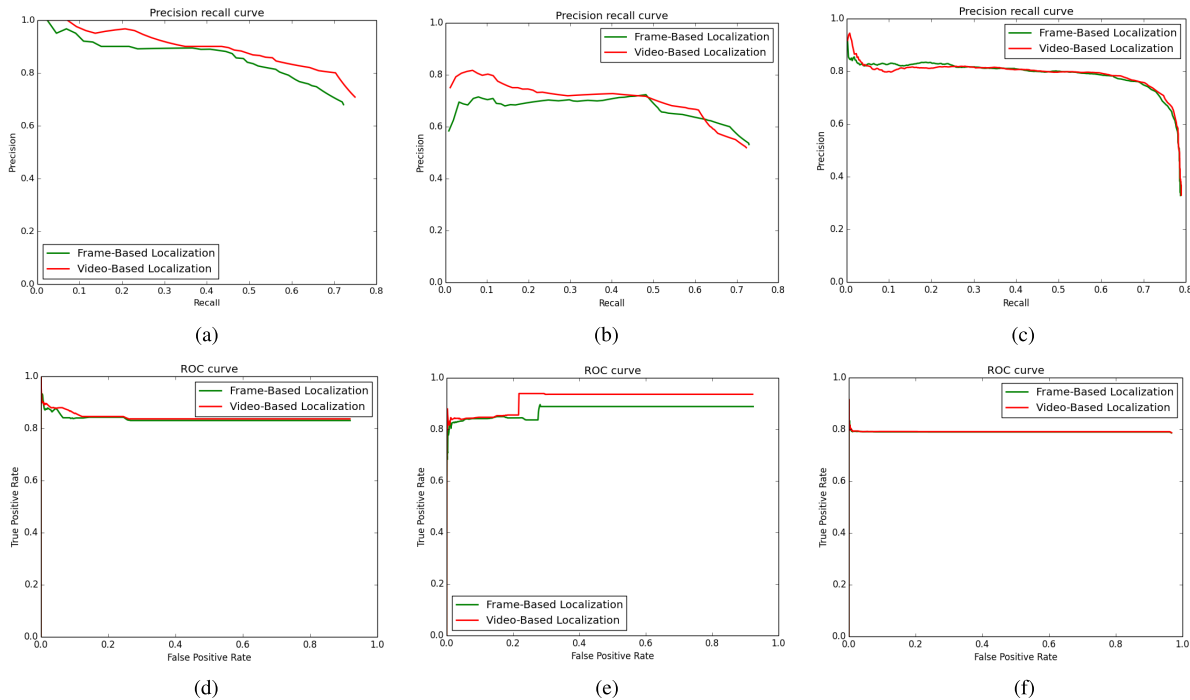 Precision recall curve
Precision
1.0
0.8
0.6
0.4
0.2
0.0
Frame-Based Localization
Video-Based Localization
0.0 0.1 0.2 0.3 0.4 0.5 0.6 0.7 0.8
Recall
(a)
Precision recall curve
Precision
1.0
0.8
0.6
0.4
0.2
0.0
Frame-Based Localization
Video-Based Localization
0.0 0.1 0.2 0.3 0.4 0.5 0.6 0.7 0.8
Recall
(b)
Precision recall curve
Precision
1.0
0.8
0.6
0.4
0.2
0.0
Frame-Based Localization
Video-Based Localization
0.0 0.1 0.2 0.3 0.4 0.5 0.6 0.7 0.8
Recall
(c)
ROC curve
True Positive Rate
1.0
0.8
0.6
0.4
0.2
0.0
Frame-Based Localization
Video-Based Localization
0.0 0.2 0.4 0.6 0.8 1.0
False Positive Rate
(d)
ROC curve
True Positive Rate
1.0
0.8
0.6
0.4
0.2
0.0
Frame-Based Localization
Video-Based Localization
0.0 0.2 0.4 0.6 0.8 1.0
False Positive Rate
(e)
ROC curve
True Positive Rate
1.0
0.8
0.6
0.4
0.2
0.0
Frame-Based Localization
Video-Based Localization
0.0 0.2 0.4 0.6 0.8 1.0
False Positive Rate
(f)